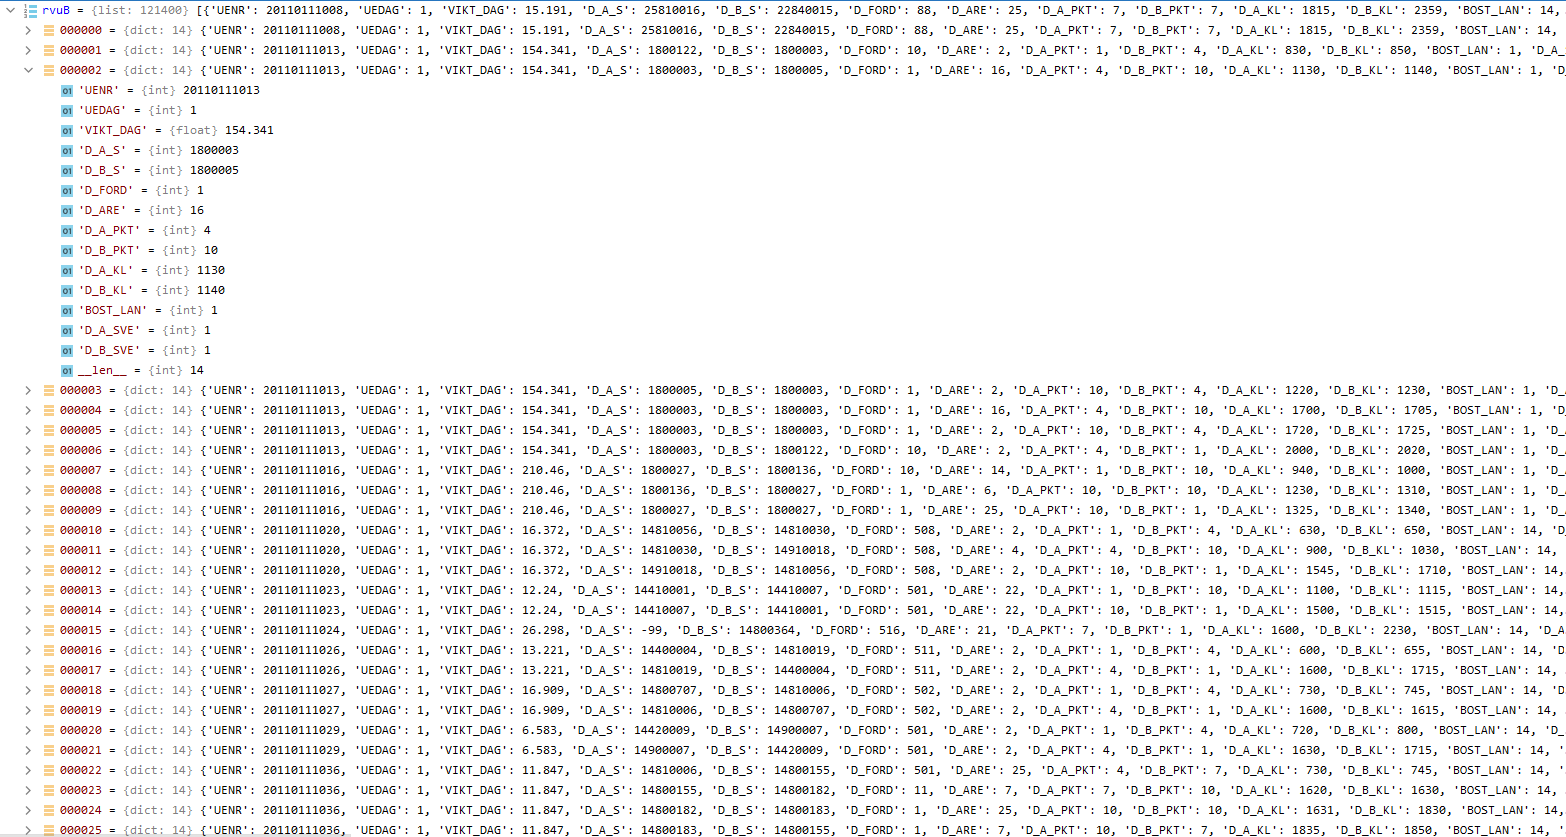 rvuB = {list: 121400} [{'UENR': 20110111008, 'UEDAG': 1, 'VIKT_DAG': 15.191, 'D_A_S': 25810016, 'D_B_S': 22840015, 'D_FORD': 88, 'D_ARE': 25, 'D_A_PKT': 7, 'D_B_PKT': 7, 'D_A_KL': 1815, 'D_B_KL': 2359, 'BOST_LAN': 14,
000000 = {dict: 14} {'UENR': 20110111008, 'UEDAG': 1, 'VIKT_DAG': 15.191, 'D_A_S': 25810016, 'D_B_S': 22840015, 'D_FORD': 88, 'D_ARE': 25, 'D_A_PKT': 7, 'D_B_PKT': 7, 'D_A_KL': 1815, 'D_B_KL': 2359, 'BOST_LAN': 14,
000001 = {dict: 14} {'UENR': 20110111013, 'UEDAG': 1, 'VIKT_DAG': 154.341, 'D_A_S': 1800122, 'D_B_S': 1800003, 'D_FORD': 10, 'D_ARE': 2, 'D_A_PKT': 1, 'D_B_PKT': 4, 'D_A_KL': 830, 'D_B_KL': 850, 'BOST_LAN': 1, 'D_A_
000002 = {dict: 14} {'UENR': 20110111013, 'UEDAG': 1, 'VIKT_DAG': 154.341, 'D_A_S': 1800003, 'D_B_S': 1800005, 'D_FORD': 1, 'D_ARE': 16, 'D_A_PKT': 4, 'D_B_PKT': 10, 'D_A_KL': 1130, 'D_B_KL': 1140, 'BOST_LAN': 1, 'D_
01 'UENR' = {int} 20110111013
01 'UEDAG' = {int} 1
01 'VIKT_DAG' = {float} 154.341
01 'D_A_S' = {int} 1800003
01 'D_B_S' = {int} 1800005
01 'D_FORD' = {int} 1
01 'D_ARE' = {int} 16
01 'D_A_PKT' = {int} 4
01 'D_B_PKT' = {int} 10
01 'D_A_KL' = {int} 1130
01 'D_B_KL' = {int} 1140
01 'BOST_LAN' = {int} 1
01 'D_A_SVE' = {int} 1
01 'D_B_SVE' = {int} 1
01 __len__ = {int} 14
000003 = {dict: 14} {'UENR': 20110111013, 'UEDAG': 1, 'VIKT_DAG': 154.341, 'D_A_S': 1800005, 'D_B_S': 1800003, 'D_FORD': 1, 'D_ARE': 2, 'D_A_PKT': 10, 'D_B_PKT': 4, 'D_A_KL': 1220, 'D_B_KL': 1230, 'BOST_LAN': 1, 'D_
000004 = {dict: 14} {'UENR': 20110111013, 'UEDAG': 1, 'VIKT_DAG': 154.341, 'D_A_S': 1800003, 'D_B_S': 1800003, 'D_FORD': 1, 'D_ARE': 16, 'D_A_PKT': 4, 'D_B_PKT': 10, 'D_A_KL': 1700, 'D_B_KL': 1705, 'BOST_LAN': 1, 'D_
000005 = {dict: 14} {'UENR': 20110111013, 'UEDAG': 1, 'VIKT_DAG': 154.341, 'D_A_S': 1800003, 'D_B_S': 1800003, 'D_FORD': 1, 'D_ARE': 2, 'D_A_PKT': 10, 'D_B_PKT': 4, 'D_A_KL': 1720, 'D_B_KL': 1725, 'BOST_LAN': 1, 'D_
000006 = {dict: 14} {'UENR': 20110111013, 'UEDAG': 1, 'VIKT_DAG': 154.341, 'D_A_S': 1800003, 'D_B_S': 1800122, 'D_FORD': 10, 'D_ARE': 2, 'D_A_PKT': 4, 'D_B_PKT': 1, 'D_A_KL': 2000, 'D_B_KL': 2020, 'BOST_LAN': 1, 'D_
000007 = {dict: 14} {'UENR': 20110111016, 'UEDAG': 1, 'VIKT_DAG': 210.46, 'D_A_S': 1800027, 'D_B_S': 1800136, 'D_FORD': 10, 'D_ARE': 14, 'D_A_PKT': 1, 'D_B_PKT': 10, 'D_A_KL': 940, 'D_B_KL': 1000, 'BOST_LAN': 1, 'D_A
000008 = {dict: 14} {'UENR': 20110111016, 'UEDAG': 1, 'VIKT_DAG': 210.46, 'D_A_S': 1800136, 'D_B_S': 1800027, 'D_FORD': 1, 'D_ARE': 6, 'D_A_PKT': 10, 'D_B_PKT': 10, 'D_A_KL': 1230, 'D_B_KL': 1310, 'BOST_LAN': 1, 'D_A
000009 = {dict: 14} {'UENR': 20110111016, 'UEDAG': 1, 'VIKT_DAG': 210.46, 'D_A_S': 1800027, 'D_B_S': 1800027, 'D_FORD': 1, 'D_ARE': 25, 'D_A_PKT': 10, 'D_B_PKT': 1, 'D_A_KL': 1325, 'D_B_KL': 1340, 'BOST_LAN': 1, 'D_A
000010 = {dict: 14} {'UENR': 20110111020, 'UEDAG': 1, 'VIKT_DAG': 16.372, 'D_A_S': 14810056, 'D_B_S': 14810030, 'D_FORD': 508, 'D_ARE': 2, 'D_A_PKT': 1, 'D_B_PKT': 4, 'D_A_KL': 630, 'D_B_KL': 650, 'BOST_LAN': 14, 'D_
000011 = {dict: 14} {'UENR': 20110111020, 'UEDAG': 1, 'VIKT_DAG': 16.372, 'D_A_S': 14810030, 'D_B_S': 14910018, 'D_FORD': 508, 'D_ARE': 4, 'D_A_PKT': 4, 'D_B_PKT': 10, 'D_A_KL': 900, 'D_B_KL': 1030, 'BOST_LAN': 14,
000012 = {dict: 14} {'UENR': 20110111020, 'UEDAG': 1, 'VIKT_DAG': 16.372, 'D_A_S': 14910018, 'D_B_S': 14810056, 'D_FORD': 508, 'D_ARE': 2, 'D_A_PKT': 10, 'D_B_PKT': 1, 'D_A_KL': 1545, 'D_B_KL': 1710, 'BOST_LAN': 14,
000013 = {dict: 14} {'UENR': 20110111023, 'UEDAG': 1, 'VIKT_DAG': 12.24, 'D_A_S': 14410001, 'D_B_S': 14410007, 'D_FORD': 501, 'D_ARE': 22, 'D_A_PKT': 1, 'D_B_PKT': 10, 'D_A_KL': 1100, 'D_B_KL': 1115, 'BOST_LAN': 14,
000014 = {dict: 14} {'UENR': 20110111023, 'UEDAG': 1, 'VIKT_DAG': 12.24, 'D_A_S': 14410007, 'D_B_S': 14410001, 'D_FORD': 501, 'D_ARE': 22, 'D_A_PKT': 10, 'D_B_PKT': 1, 'D_A_KL': 1500, 'D_B_KL': 1515, 'BOST_LAN': 14,
000015 = {dict: 14} {'UENR': 20110111024, 'UEDAG': 1, 'VIKT_DAG': 26.298, 'D_A_S': -99, 'D_B_S': 14800364, 'D_FORD': 516, 'D_ARE': 21, 'D_A_PKT': 7, 'D_B_PKT': 1, 'D_A_KL': 1600, 'D_B_KL': 2230, 'BOST_LAN': 14, 'D_A
000016 = {dict: 14} {'UENR': 20110111026, 'UEDAG': 1, 'VIKT_DAG': 13.221, 'D_A_S': 14400004, 'D_B_S': 14810019, 'D_FORD': 511, 'D_ARE': 2, 'D_A_PKT': 1, 'D_B_PKT': 4, 'D_A_KL': 600, 'D_B_KL': 655, 'BOST_LAN': 14, 'D_
000017 = {dict: 14} {'UENR': 20110111026, 'UEDAG': 1, 'VIKT_DAG': 13.221, 'D_A_S': 14810019, 'D_B_S': 14400004, 'D_FORD': 511, 'D_ARE': 2, 'D_A_PKT': 4, 'D_B_PKT': 1, 'D_A_KL': 1600, 'D_B_KL': 1715, 'BOST_LAN': 14,
000018 = {dict: 14} {'UENR': 20110111027, 'UEDAG': 1, 'VIKT_DAG': 16.909, 'D_A_S': 14800707, 'D_B_S': 14810006, 'D_FORD': 502, 'D_ARE': 2, 'D_A_PKT': 1, 'D_B_PKT': 4, 'D_A_KL': 730, 'D_B_KL': 745, 'BOST_LAN': 14, 'D_
000019 = {dict: 14} {'UENR': 20110111027, 'UEDAG': 1, 'VIKT_DAG': 16.909, 'D_A_S': 14810006, 'D_B_S': 14800707, 'D_FORD': 502, 'D_ARE': 2, 'D_A_PKT': 4, 'D_B_PKT': 1, 'D_A_KL': 1600, 'D_B_KL': 1615, 'BOST_LAN': 14,
000020 = {dict: 14} {'UENR': 20110111029, 'UEDAG': 1, 'VIKT_DAG': 6.583, 'D_A_S': 14420009, 'D_B_S': 14900007, 'D_FORD': 501, 'D_ARE': 2, 'D_A_PKT': 1, 'D_B_PKT': 4, 'D_A_KL': 720, 'D_B_KL': 800, 'BOST_LAN': 14, 'D_
000021 = {dict: 14} {'UENR': 20110111029, 'UEDAG': 1, 'VIKT_DAG': 6.583, 'D_A_S': 14900007, 'D_B_S': 14420009, 'D_FORD': 501, 'D_ARE': 2, 'D_A_PKT': 4, 'D_B_PKT': 1, 'D_A_KL': 1630, 'D_B_KL': 1715, 'BOST_LAN': 14, '
000022 = {dict: 14} {'UENR': 20110111036, 'UEDAG': 1, 'VIKT_DAG': 11.847, 'D_A_S': 14810006, 'D_B_S': 14800155, 'D_FORD': 501, 'D_ARE': 25, 'D_A_PKT': 4, 'D_B_PKT': 7, 'D_A_KL': 730, 'D_B_KL': 745, 'BOST_LAN': 14,
000023 = {dict: 14} {'UENR': 20110111036, 'UEDAG': 1, 'VIKT_DAG': 11.847, 'D_A_S': 14800155, 'D_B_S': 14800182, 'D_FORD': 11, 'D_ARE': 7, 'D_A_PKT': 7, 'D_B_PKT': 10, 'D_A_KL': 1620, 'D_B_KL': 1630, 'BOST_LAN': 14,
000024 = {dict: 14} {'UENR': 20110111036, 'UEDAG': 1, 'VIKT_DAG': 11.847, 'D_A_S': 14800182, 'D_B_S': 14800183, 'D_FORD': 1, 'D_ARE': 25, 'D_A_PKT': 10, 'D_B_PKT': 10, 'D_A_KL': 1631, 'D_B_KL': 1830, 'BOST_LAN': 14,
000025 = {dict: 14} {'UENR': 20110111036, 'UEDAG': 1, 'VIKT_DAG': 11.847, 'D_A_S': 14800183, 'D_B_S': 14800155, 'D_FORD': 1, 'D_ARE': 7, 'D_A_PKT': 10, 'D_B_PKT': 7, 'D_A_KL': 1835, 'D_B_KL': 1850, 'BOST_LAN': 14,